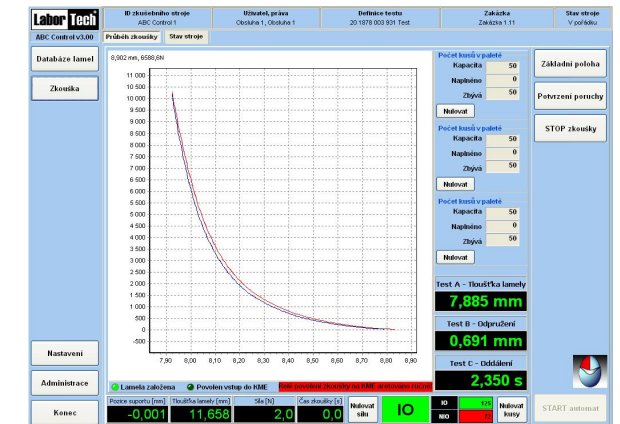 Labor Tech
ID zkušebního stroje
ABC Control 1
Uživatel, práva
Obsluha 1, Obsluha 1
Definice testu
20 1878 003 931 Test
Zakázka
Zakázka 1.11
Stav stroje
V pořádku
ABC Control v3,00
Průběh zkoušky
Stav stroje
Databáze lamel
Zkouška
Nastavení
Administrace
Konec
8,902 mm, 6588,6N
11 000
10 500
10 000
9 500
9 000
8 500
8 000
7 500
7 000
6 500
6 000
5 500
5 000
4 500
4 000
3 500
3 000
2 500
2 000
1 500
1 000
500
0
-500
7,90 8,00 8,10 8,20 8,30 8,40 8,50 8,60 8,70 8,80 8,90
Lamela založena
Povolen vstup do KME
Počet kusů v paletě
Kapacita 50
Naplněno 0
Zbývá 50
Nulovat
Počet kusů v paletě
Kapacita 50
Naplněno 0
Zbývá 50
Nulovat
Počet kusů v paletě
Kapacita 50
Naplněno 0
Zbývá 50
Nulovat
Test A - Tloušťka lamely
7,885 mm
Test B - Odpružení
0,691 mm
Test C - Oddálení
2,350 s
Základní poloha
Potvrzení poruchy
STOP zkoušky
START automat
Pozice suportu [mm]
-0,001
Tloušťka lamely [mm]
11,658
Síla [N]
2,0
Čas zkoušky [s]
0,0
Nulovat
sílu
IO
IO
NIO
Nulovat
kusy